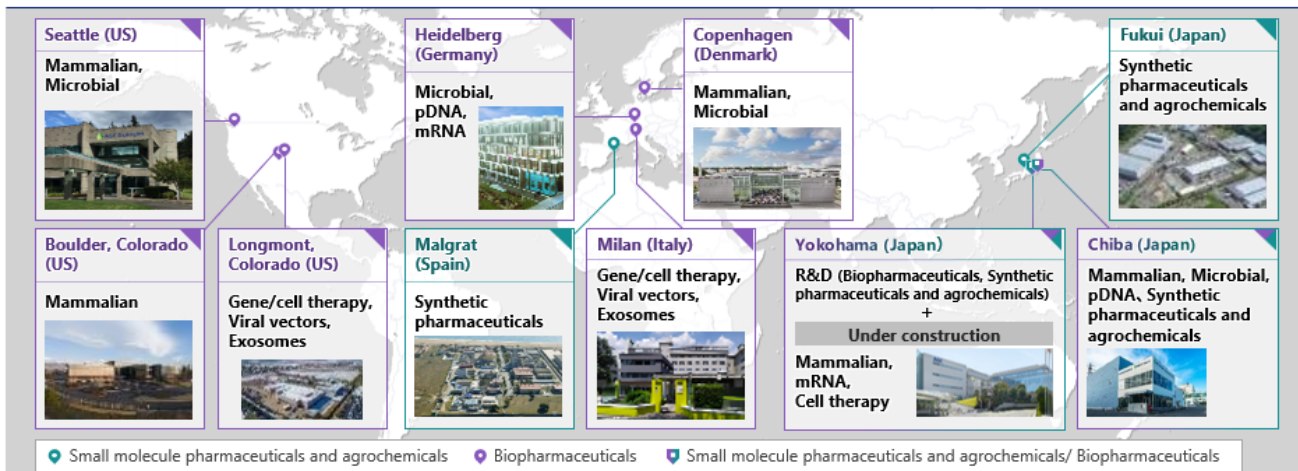 Seattle (US)
Mammalian,
Microbial
Heidelberg
(Germany)
Microbial,
pDNA,
mRNA
Copenhagen
(Denmark)
Mammalian,
Microbial
Fukui (Japan)
Synthetic
pharmaceuticals
and agrochemicals
Boulder, Colorado
(US)
Mammalian
Longmont,
Colorado (US)
Gene/cell therapy,
Viral vectors,
Exosomes
Malgrat
(Spain)
Synthetic
pharmaceuticals
Milan (Italy)
Gene/cell therapy,
Viral vectors,
Exosomes
Yokohama (Japan)
R&D (Biopharmaceuticals, Synthetic
pharmaceuticals and agrochemicals)
+
Under construction
Mammalian,
mRNA,
Cell therapy
Chiba (Japan)
Mammalian, Microbial,
pDNA、Synthetic
pharmaceuticals and
agrochemicals
Small molecule pharmaceuticals and agrochemicals
Biopharmaceuticals
Small molecule pharmaceuticals and agrochemicals/ Biopharmaceuticals